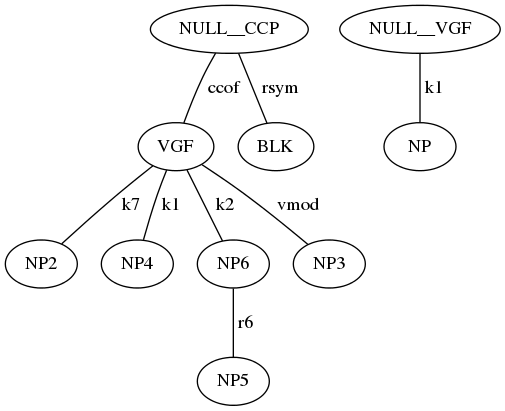 NULL__CCP NULL__VGF
ccof rsym k1
VGF BLK NP
k7 k1 k2 vmod
NP2 NP4 NP6 NP3
r6
NP5